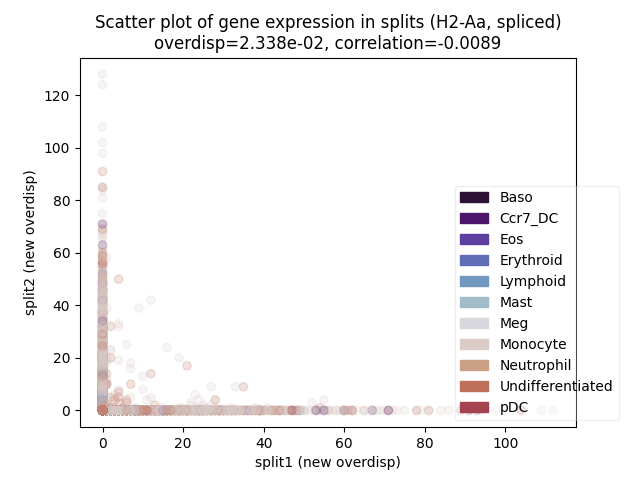 Scatter plot of gene expression in splits (H2-Aa, spliced)
overdisp=2.338e-02, correlation=-0.0089
split2 (new overdisp)
120
100
80
60
40
20
0
Baso
Ccr7_DC
Eos
Erythroid
Lymphoid
Mast
Meg
Monocyte
Neutrophil
Undifferentiated
pDC
0 20 40 60 80 100
split1 (new overdisp)